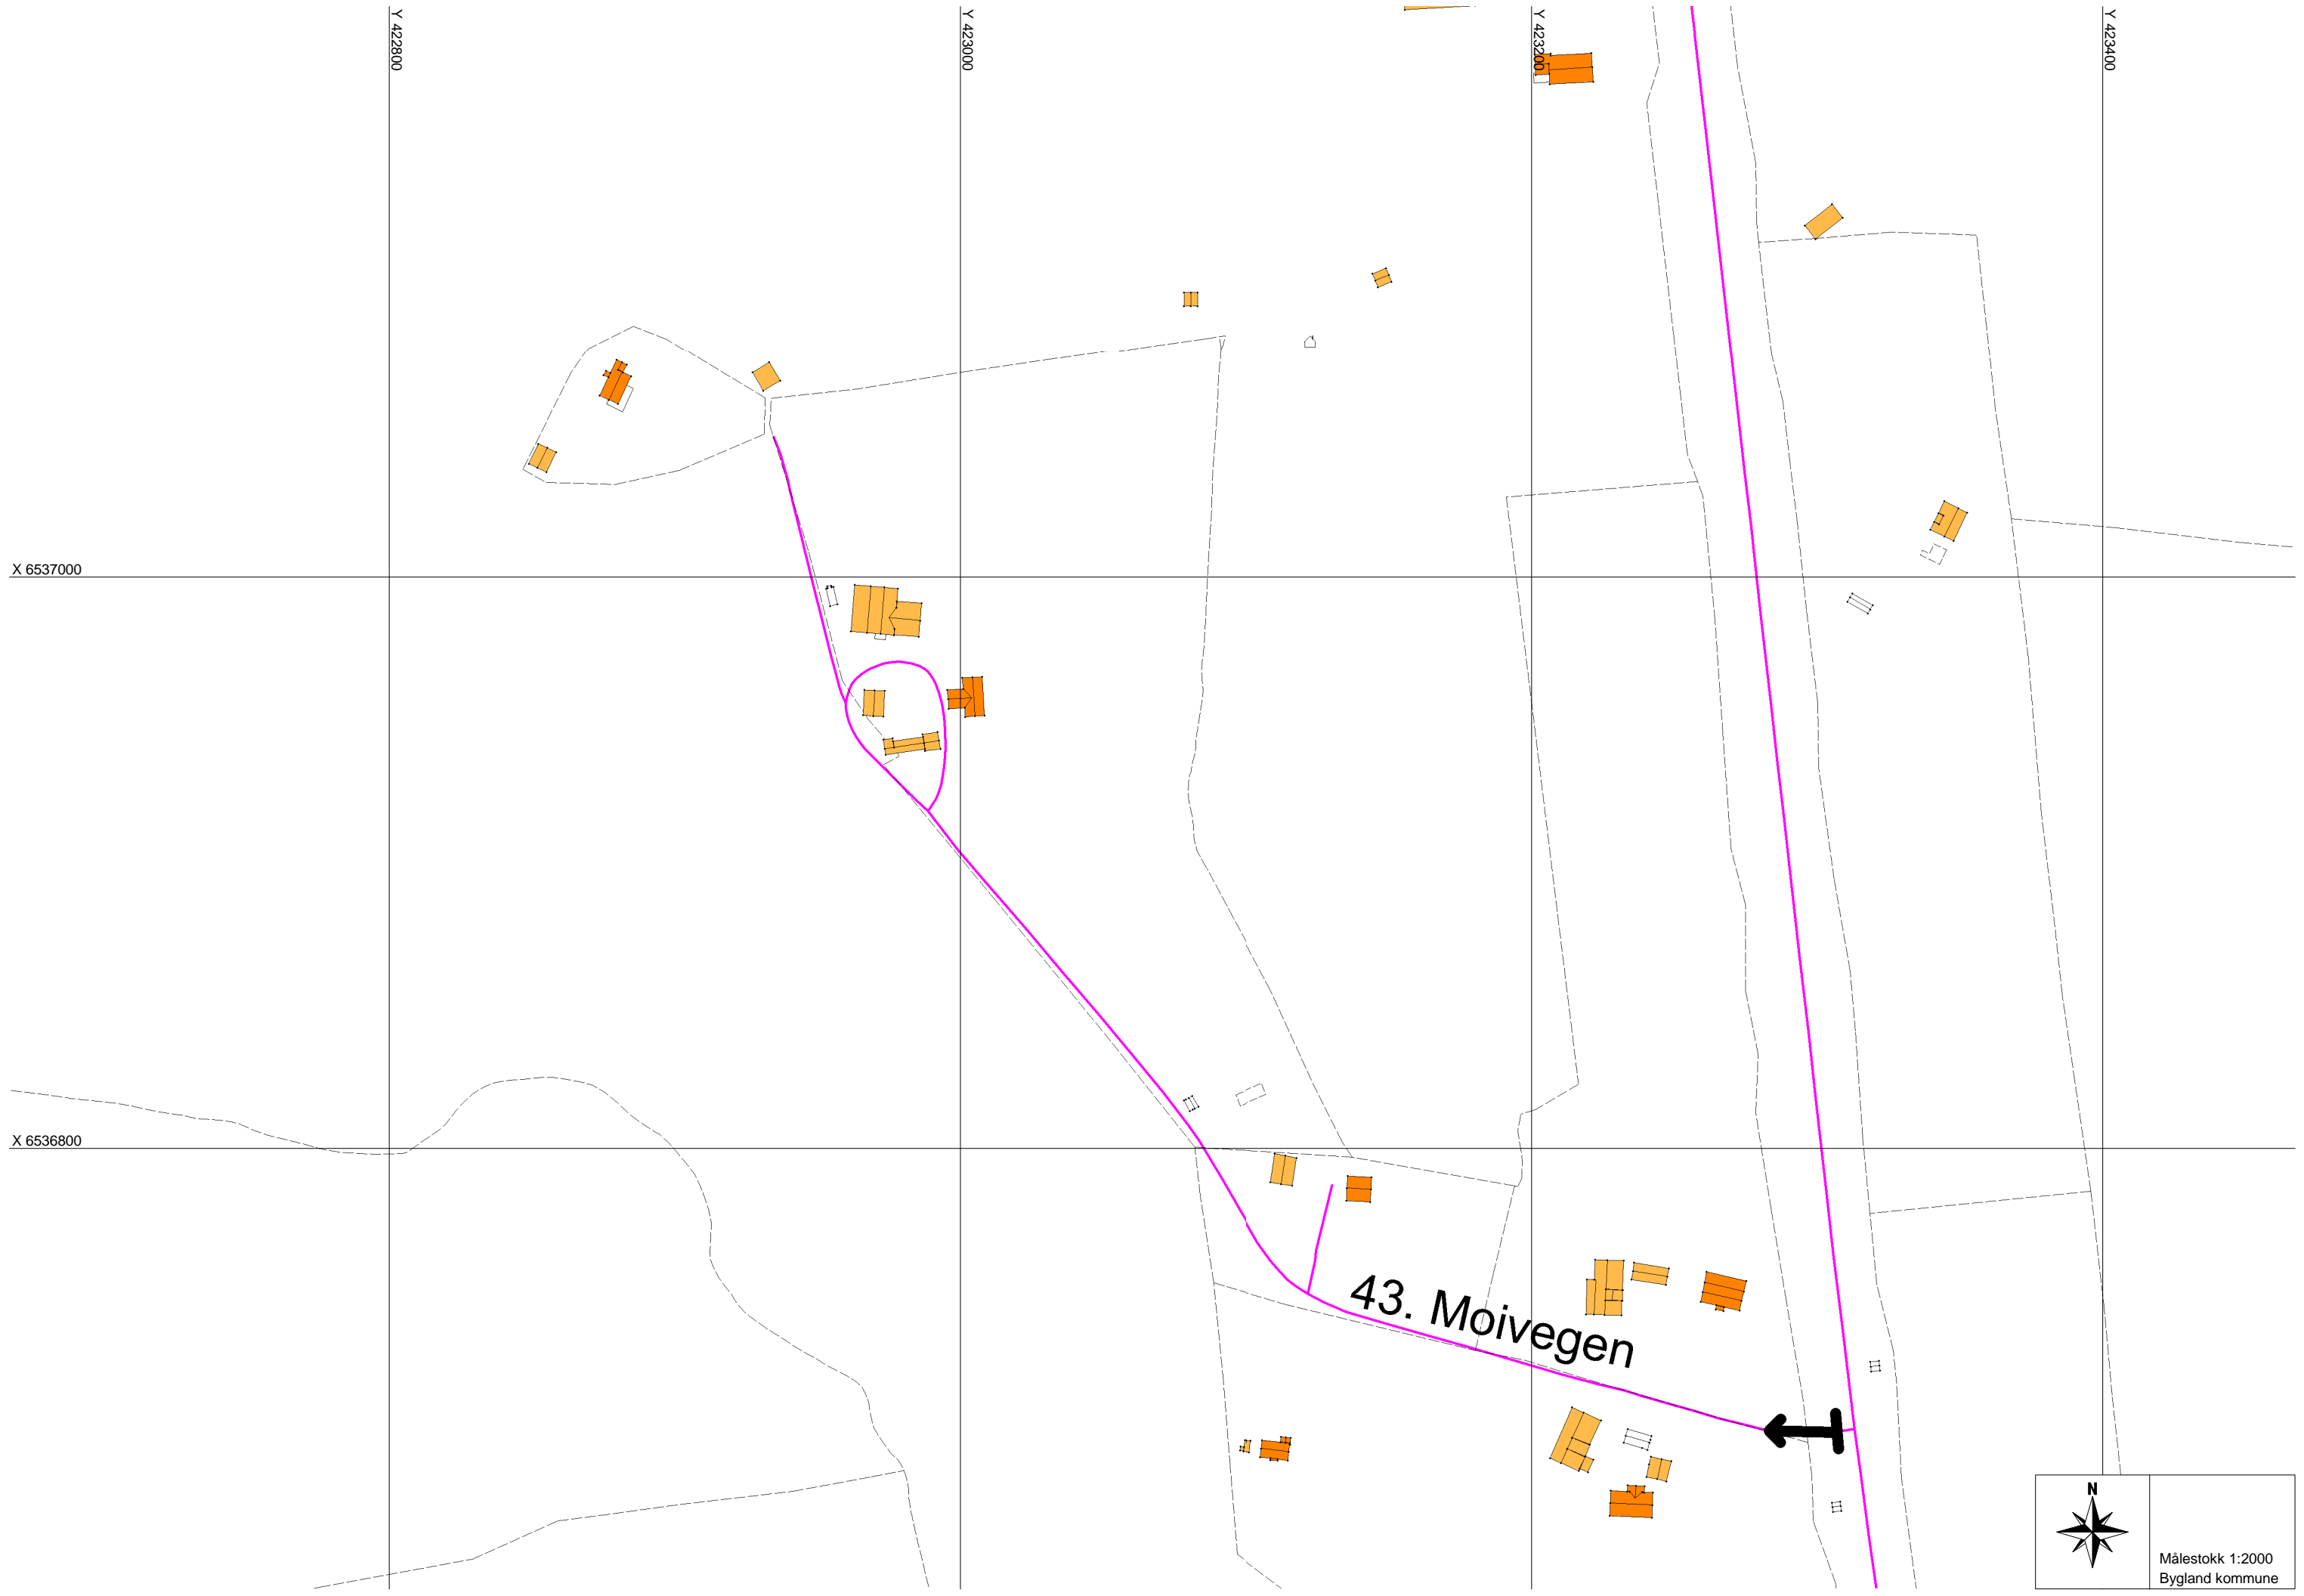 Y 422800
Y 423000
Y 423200
Y 423400
X 6537000
X 6536800
43. Moivegen
N
Målestokk 1:2000
Bygland kommune